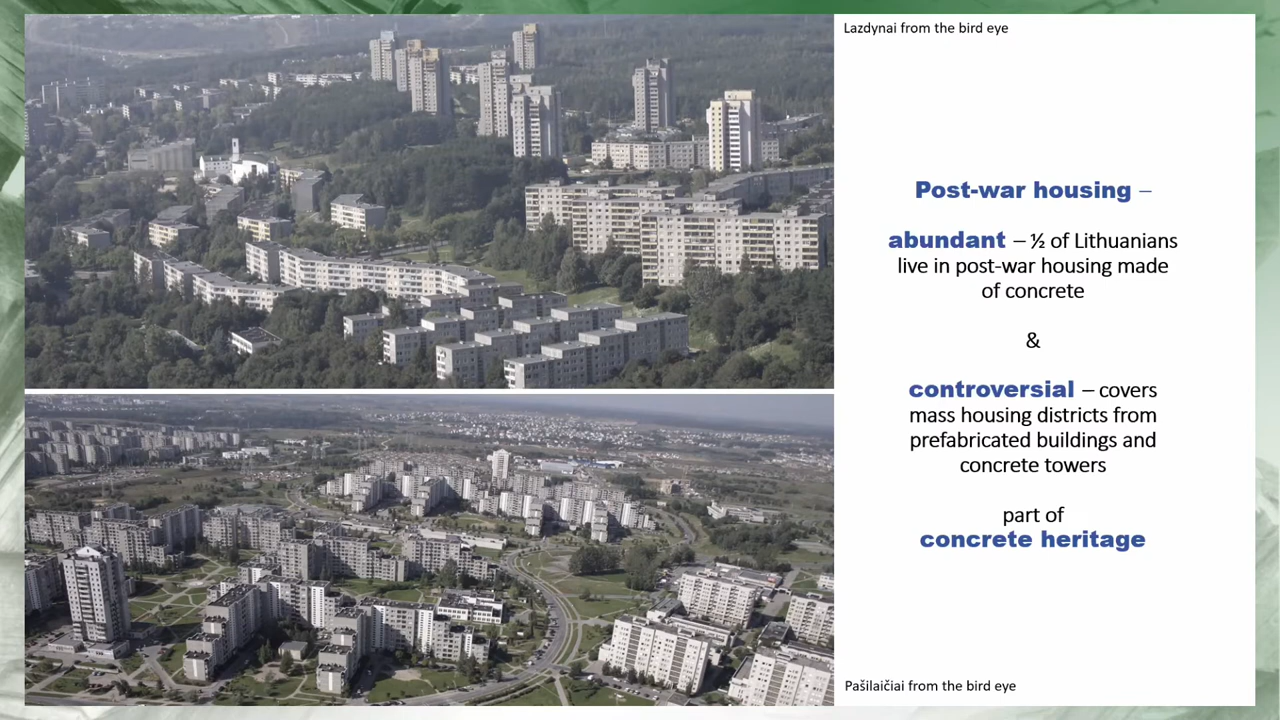 Lazdynai from the bird eye
Post-war housing –
abundant – ½ of Lithuanians
live in post-war housing made
of concrete
&
controversial – covers
mass housing districts from
prefabricated buildings and
concrete towers
part of
concrete heritage
Pašilaičiai from the bird eye